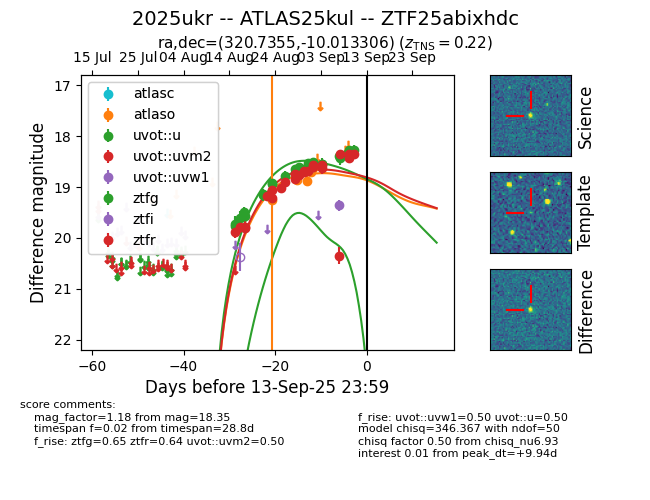 2025ukr -- ATLAS25kul -- ZTF25abixhdc
ra,dec=(320.7355,-10.013306) (zTNS = 0.22)
15 Jul 25 Jul 04 Aug 14 Aug 24 Aug 03 Sep 13 Sep 23 Sep
17
18
19
20
21
22
Difference magnitude
atlasc
atlaso
uvot::u
uvot::uvm2
uvot::uvw1
ztfg
ztfi
ztfr
−60 −40 −20 0
Days before 13-Sep-25 23:59
Science
Template
Difference
score comments:
mag_factor=1.18 from mag=18.35
timespan f=0.02 from timespan=28.8d
f_rise: ztfg=0.65 ztfr=0.64 uvot::uvm2=0.50
f_rise: uvot::uvw1=0.50 uvot::u=0.50
model chisq=346.367 with ndof=50
chisq factor 0.50 from chisq_nu6.93
interest 0.01 from peak_dt=+9.94d